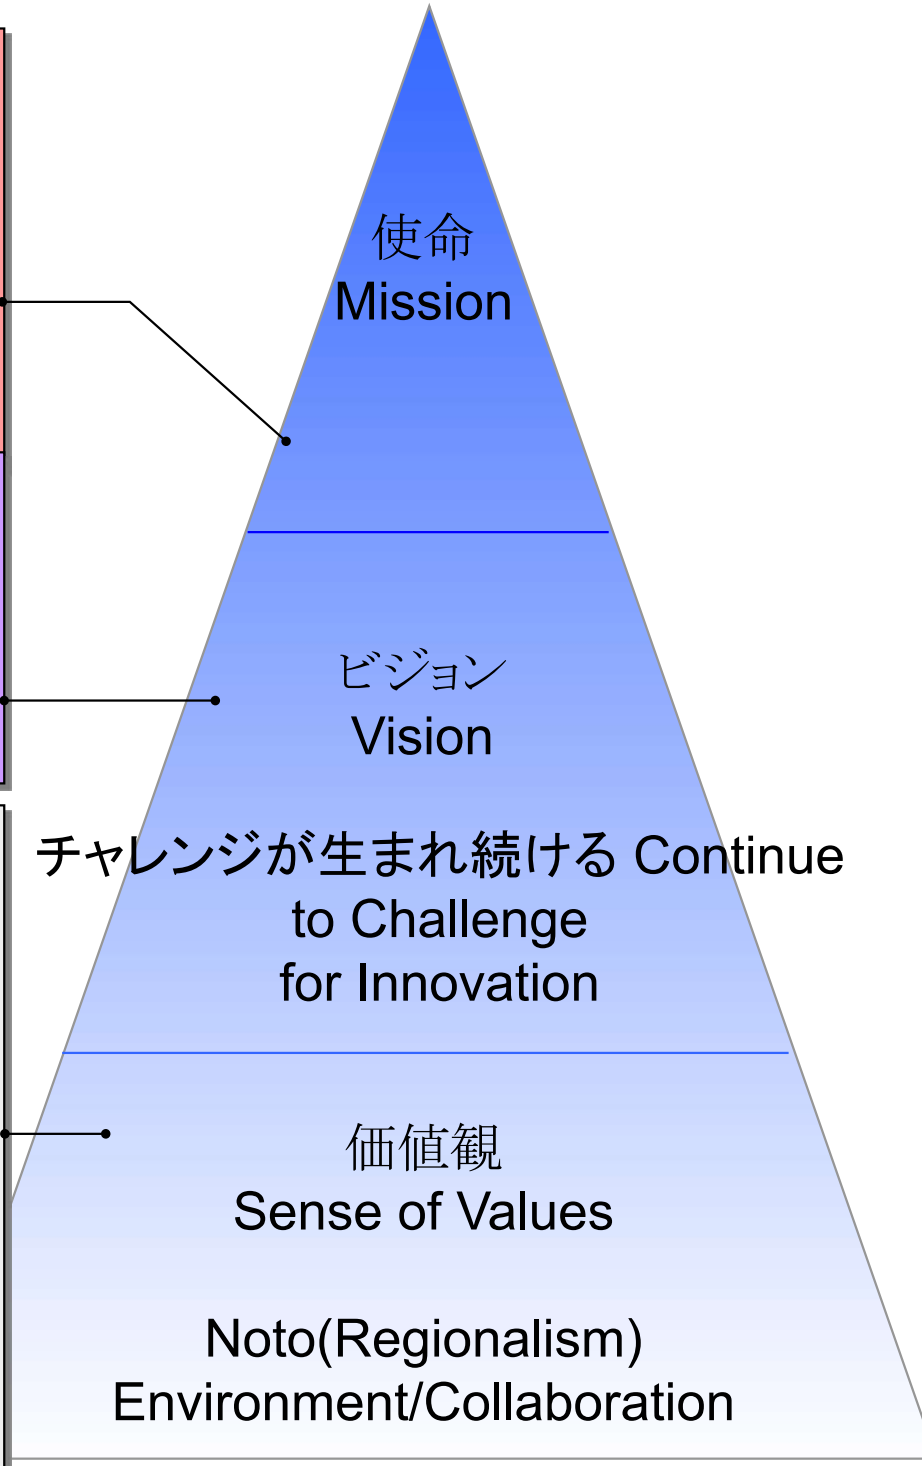 使命
Mission
ビジョン
Vision
チャレンジが生まれ続ける Continue
to Challenge
for Innovation
価値観
Sense of Values
Noto(Regionalism)
Environment/Collaboration